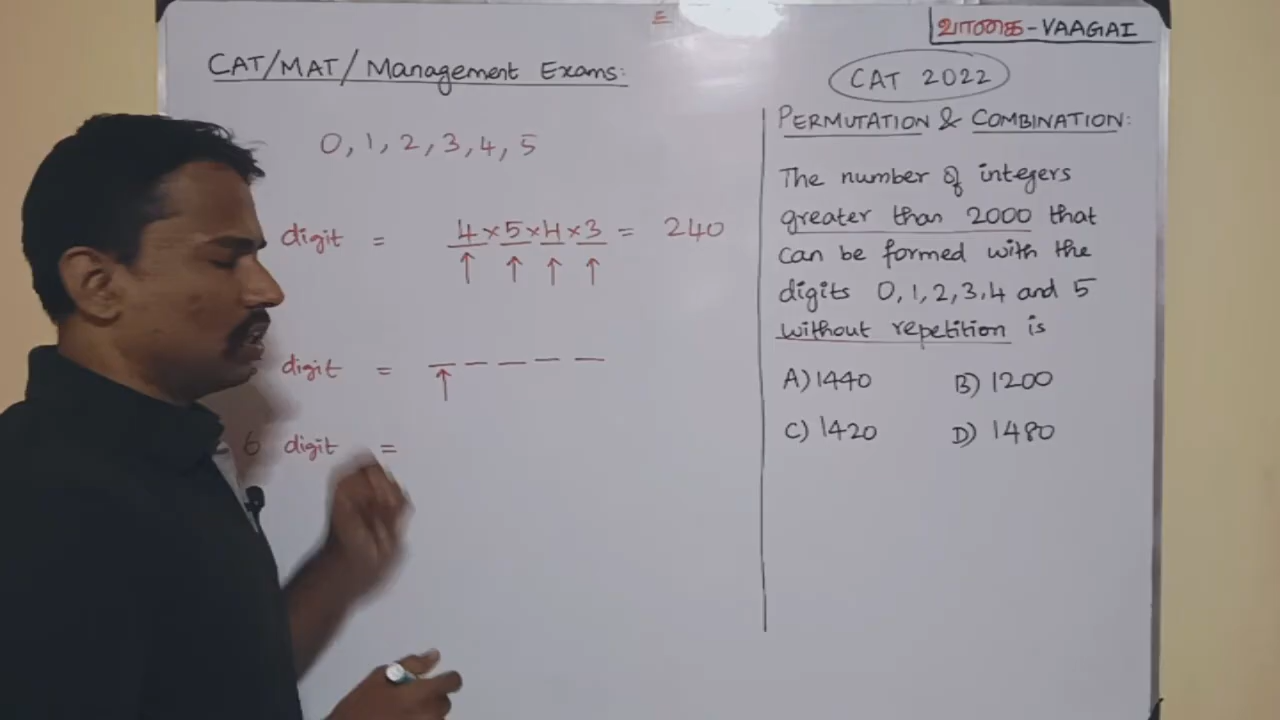 வாகை-VAAGAI
CAT/MAT/Management Exams:
0, 1, 2, 3, 4, 5
digit = 4×5×4×3 = 240
digit =
6 digit =
CAT 2022
PERMUTATION & COMBINATION:
The number of integers
greater than 2000 that
can be formed with the
digits 0, 1, 2, 3, 4 and 5
without repetition is
A) 1440 B) 1200
C) 1420 D) 1480